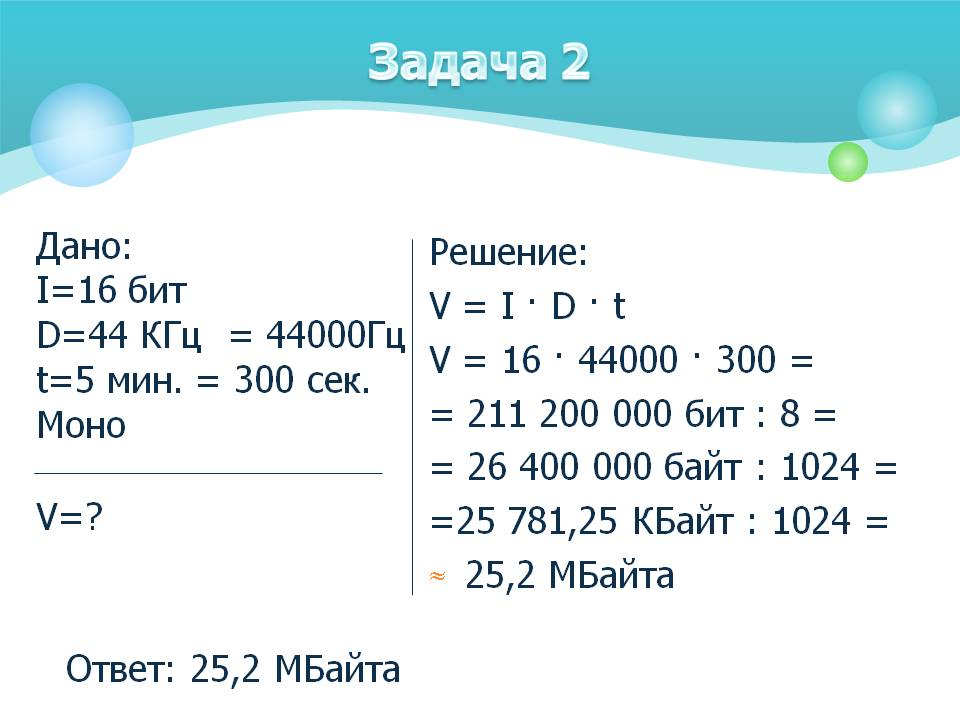 Задача 2
Дано:
I=16 бит
D=44 КГц = 44000Гц
t=5 мин. = 300 сек.
Моно
V=?
Решение:
V = I · D · t
V = 16 · 44000 · 300 =
= 211 200 000 бит : 8 =
= 26 400 000 байт : 1024 =
=25 781,25 КБайт : 1024 =
≈ 25,2 МБайта
Ответ: 25,2 МБайта